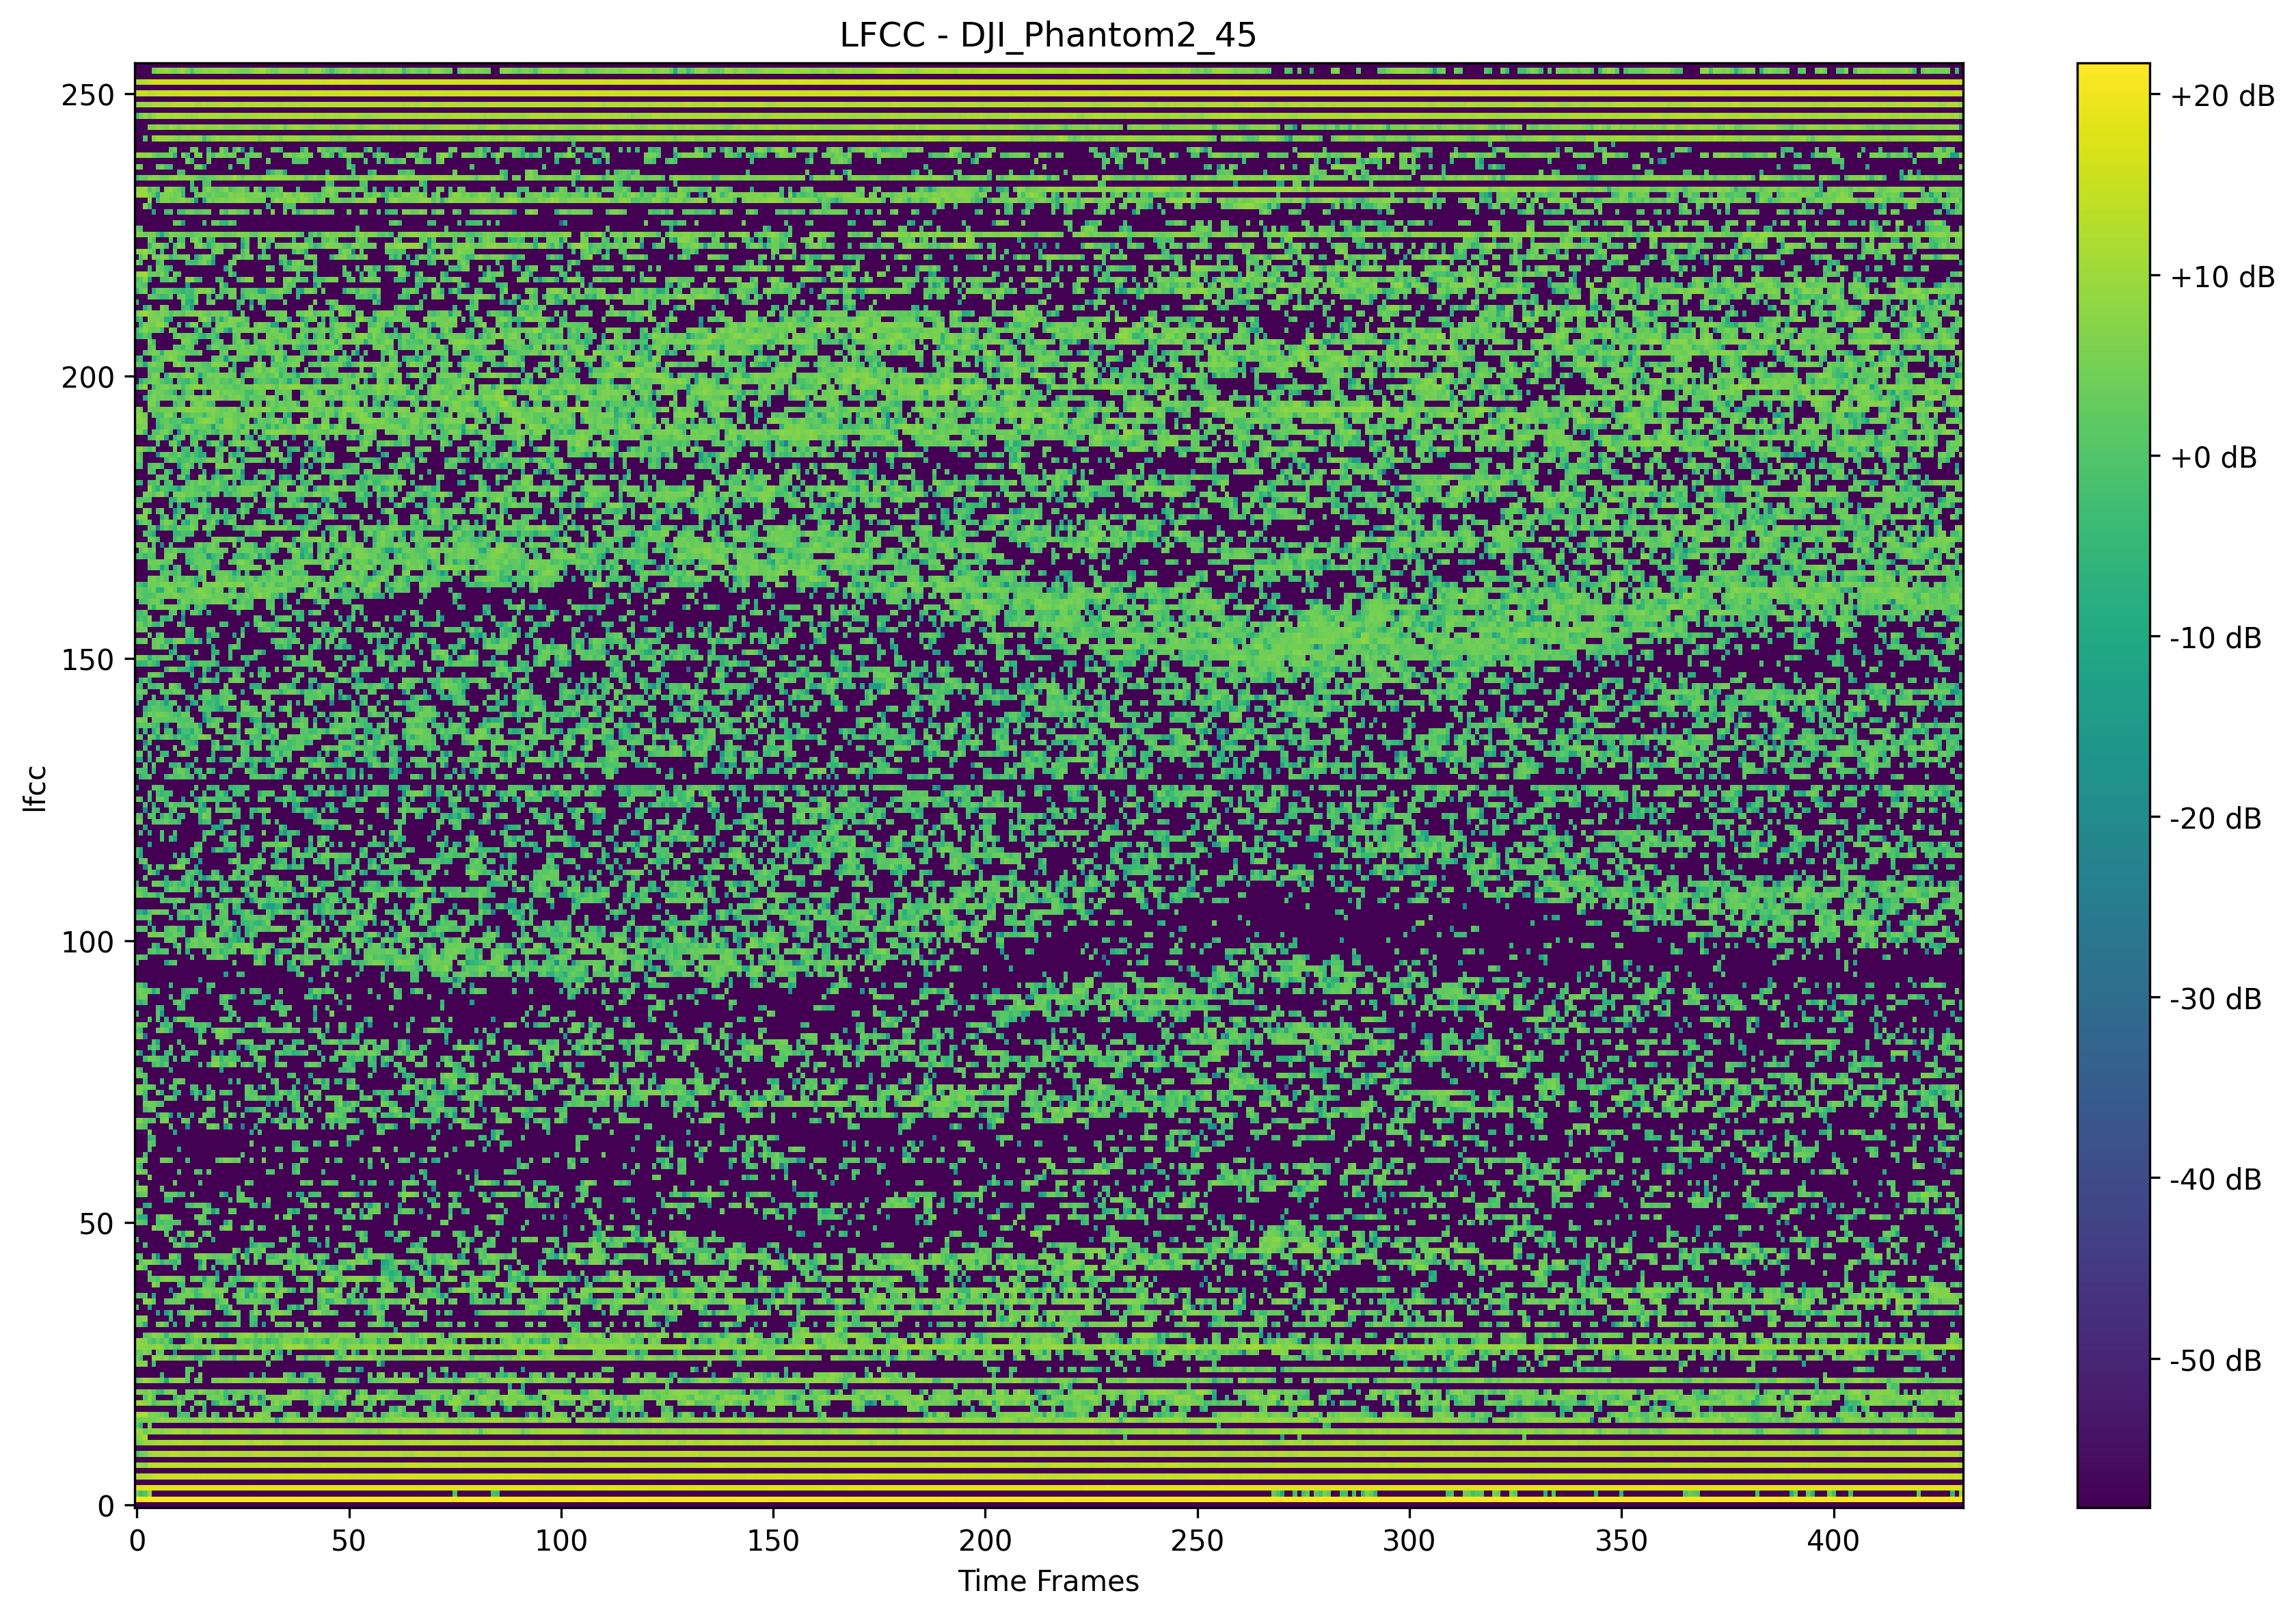 LFCC - DJI_Phantom2_45
250
200
150
100
50
0
lfcc
0 50 100 150 200 250 300 350 400
Time Frames
+20 dB
+10 dB
+0 dB
-10 dB
-20 dB
-30 dB
-40 dB
-50 dB